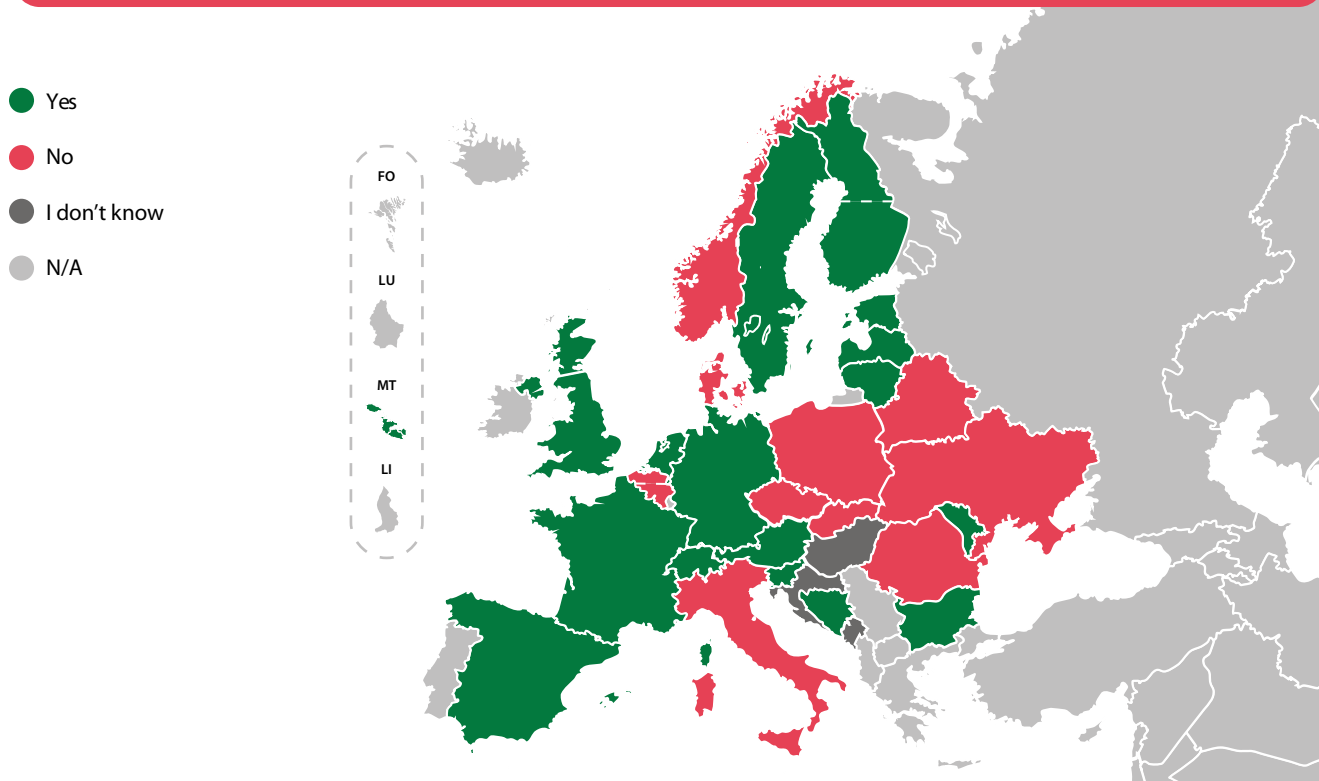 Yes
No
I don't know
N/A
FO
LU
MT
LI